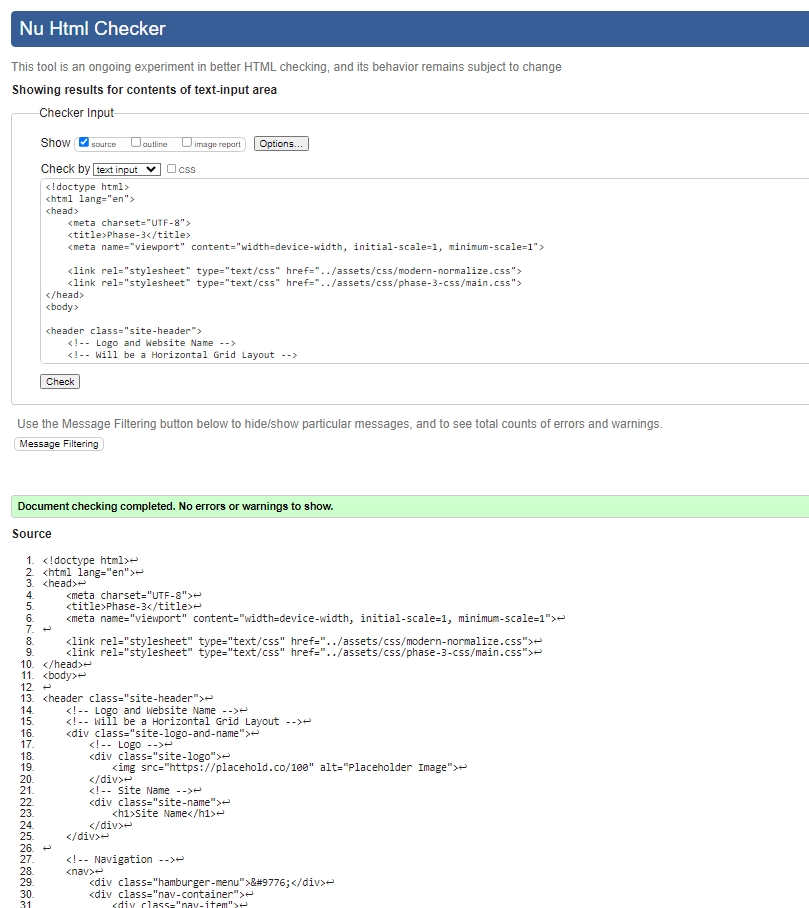 Nu Html Checker
This tool is an ongoing experiment in better HTML checking, and its behavior remains subject to change
Showing results for contents of text-input area
Checker Input
Show source outline image report Options...
Check by text input css
<!doctype html>
<html lang="en">
<head>
    <meta charset="UTF-8">
    <title>Phase-3</title>
    <meta name="viewport" content="width=device-width, initial-scale=1, minimum-scale=1">
    <link rel="stylesheet" type="text/css" href="../assets/css/modern-normalize.css">
    <link rel="stylesheet" type="text/css" href="../assets/css/phase-3-css/main.css">
</head>
<body>
<header class="site-header">
    <!-- Logo and Website Name -->
    <!-- Will be a Horizontal Grid Layout -->
Check
Use the Message Filtering button below to hide/show particular messages, and to see total counts of errors and warnings.
Message Filtering
Document checking completed. No errors or warnings to show.
Source
1. <!doctype html>↩
2. <html lang="en">↩
3. <head>↩
4.     <meta charset="UTF-8">↩
5.     <title>Phase-3</title>↩
6.     <meta name="viewport" content="width=device-width, initial-scale=1, minimum-scale=1">↩
7. ↩
8.     <link rel="stylesheet" type="text/css" href="../assets/css/modern-normalize.css">↩
9.     <link rel="stylesheet" type="text/css" href="../assets/css/phase-3-css/main.css">↩
10. </head>↩
11. <body>↩
12. ↩
13. <header class="site-header">↩
14.     <!-- Logo and Website Name -->↩
15.     <!-- Will be a Horizontal Grid Layout -->↩
16.     <div class="site-logo-and-name">↩
17.         <!-- Logo -->↩
18.         <div class="site-logo">↩
19.             <img src="https://placehold.co/100" alt="Placeholder Image">↩
20.         </div>↩
21.         <!-- Site Name -->↩
22.         <div class="site-name">↩
23.             <h1>Site Name</h1>↩
24.         </div>↩
25.     </div>↩
26. ↩
27.     <!-- Navigation -->↩
28.     <nav>↩
29.         <div class="hamburger-menu">&#9776;</div>↩
30.         <div class="nav-container">↩
31.             <div class="nav-item">↩